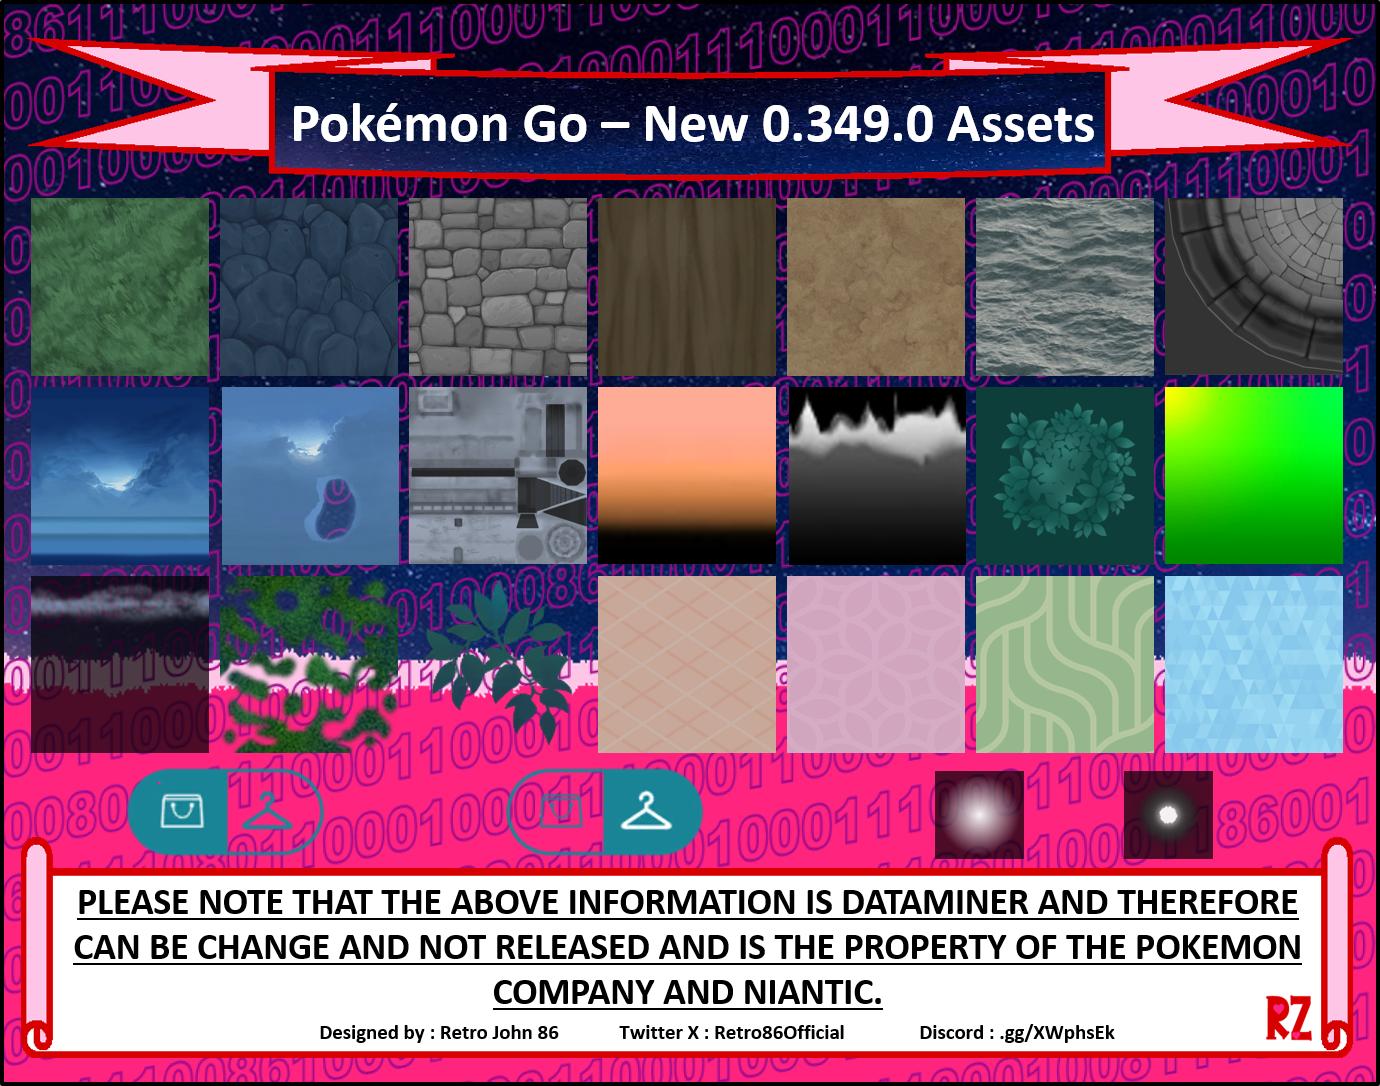 Pokémon Go – New 0.349.0 Assets
PLEASE NOTE THAT THE ABOVE INFORMATION IS DATAMINER AND THEREFORE
CAN BE CHANGE AND NOT RELEASED AND IS THE PROPERTY OF THE POKEMON
COMPANY AND NIANTIC.
Designed by : Retro John 86 Twitter X : Retro86Official Discord : .gg/XWphsEk
RZ